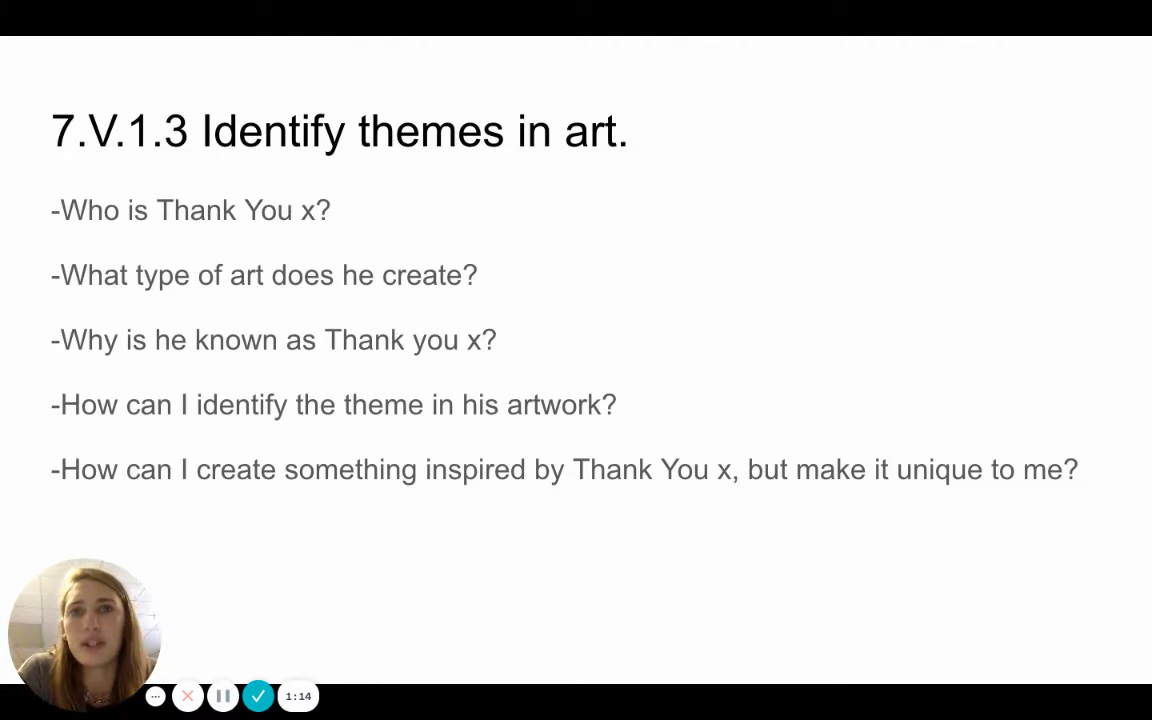 7.V.1.3 Identify themes in art.
-Who is Thank You x?
-What type of art does he create?
-Why is he known as Thank you x?
-How can I identify the theme in his artwork?
-How can I create something inspired by Thank You x, but make it unique to me?
1:14